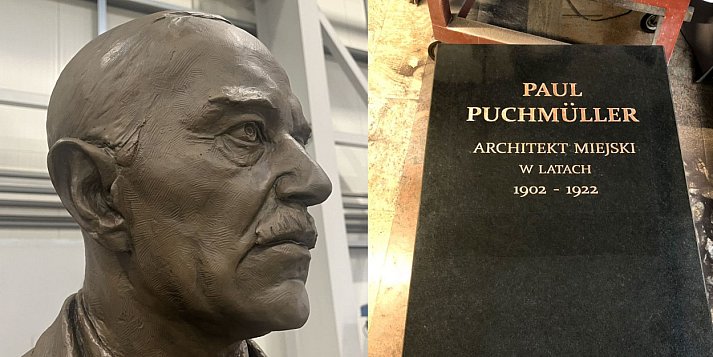 PAUL
PUCHMÜLLER
ARCHITEKT MIEJSKI
W LATACH
1902 - 1922